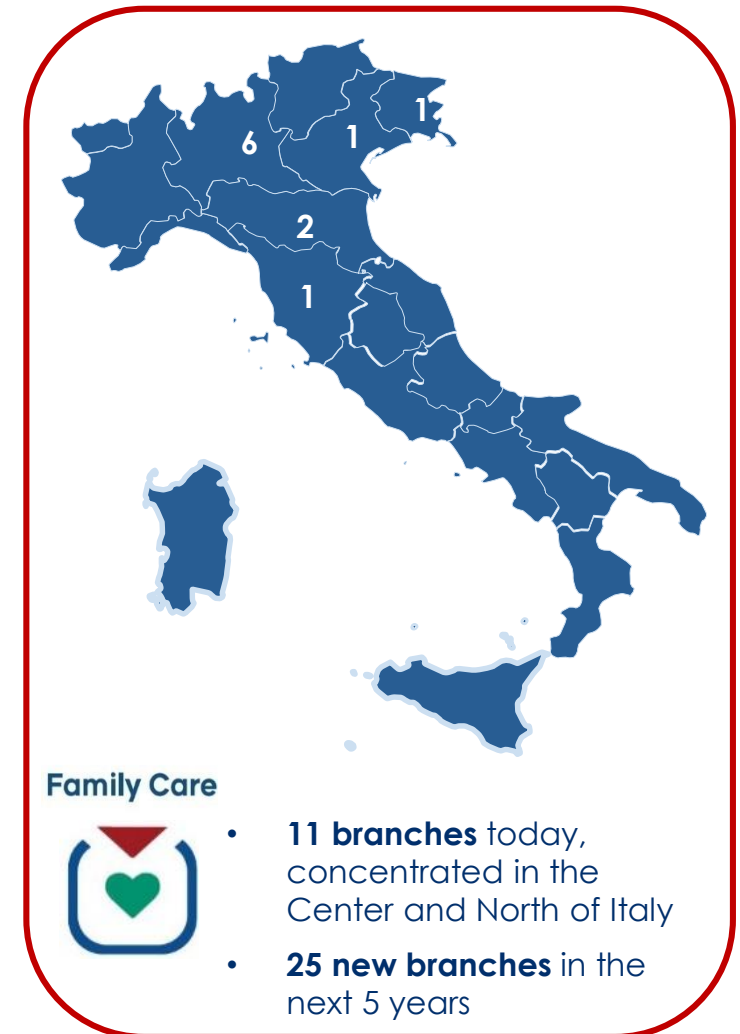 1
1
6
2
1
Family Care
• 11 branches today,
concentrated in the
Center and North of Italy
• 25 new branches in the
next 5 years